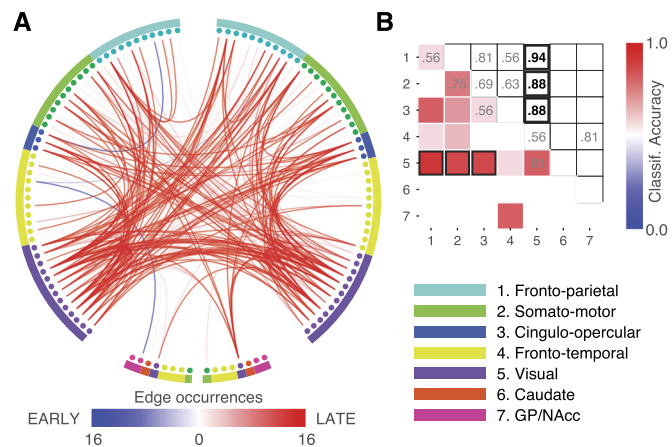 A
B
1 .56 .81 .56 .94
2 .75 .69 .63 .88
3 .56 .88
4 .56 .81
5
6
7
1 2 3 4 5 6 7
1.0
Classif. Accuracy
0.0
Edge occurrences
EARLY LATE
16 0 16
1. Fronto-parietal
2. Somato-motor
3. Cingulo-opercular
4. Fronto-temporal
5. Visual
6. Caudate
7. GP/NAcc